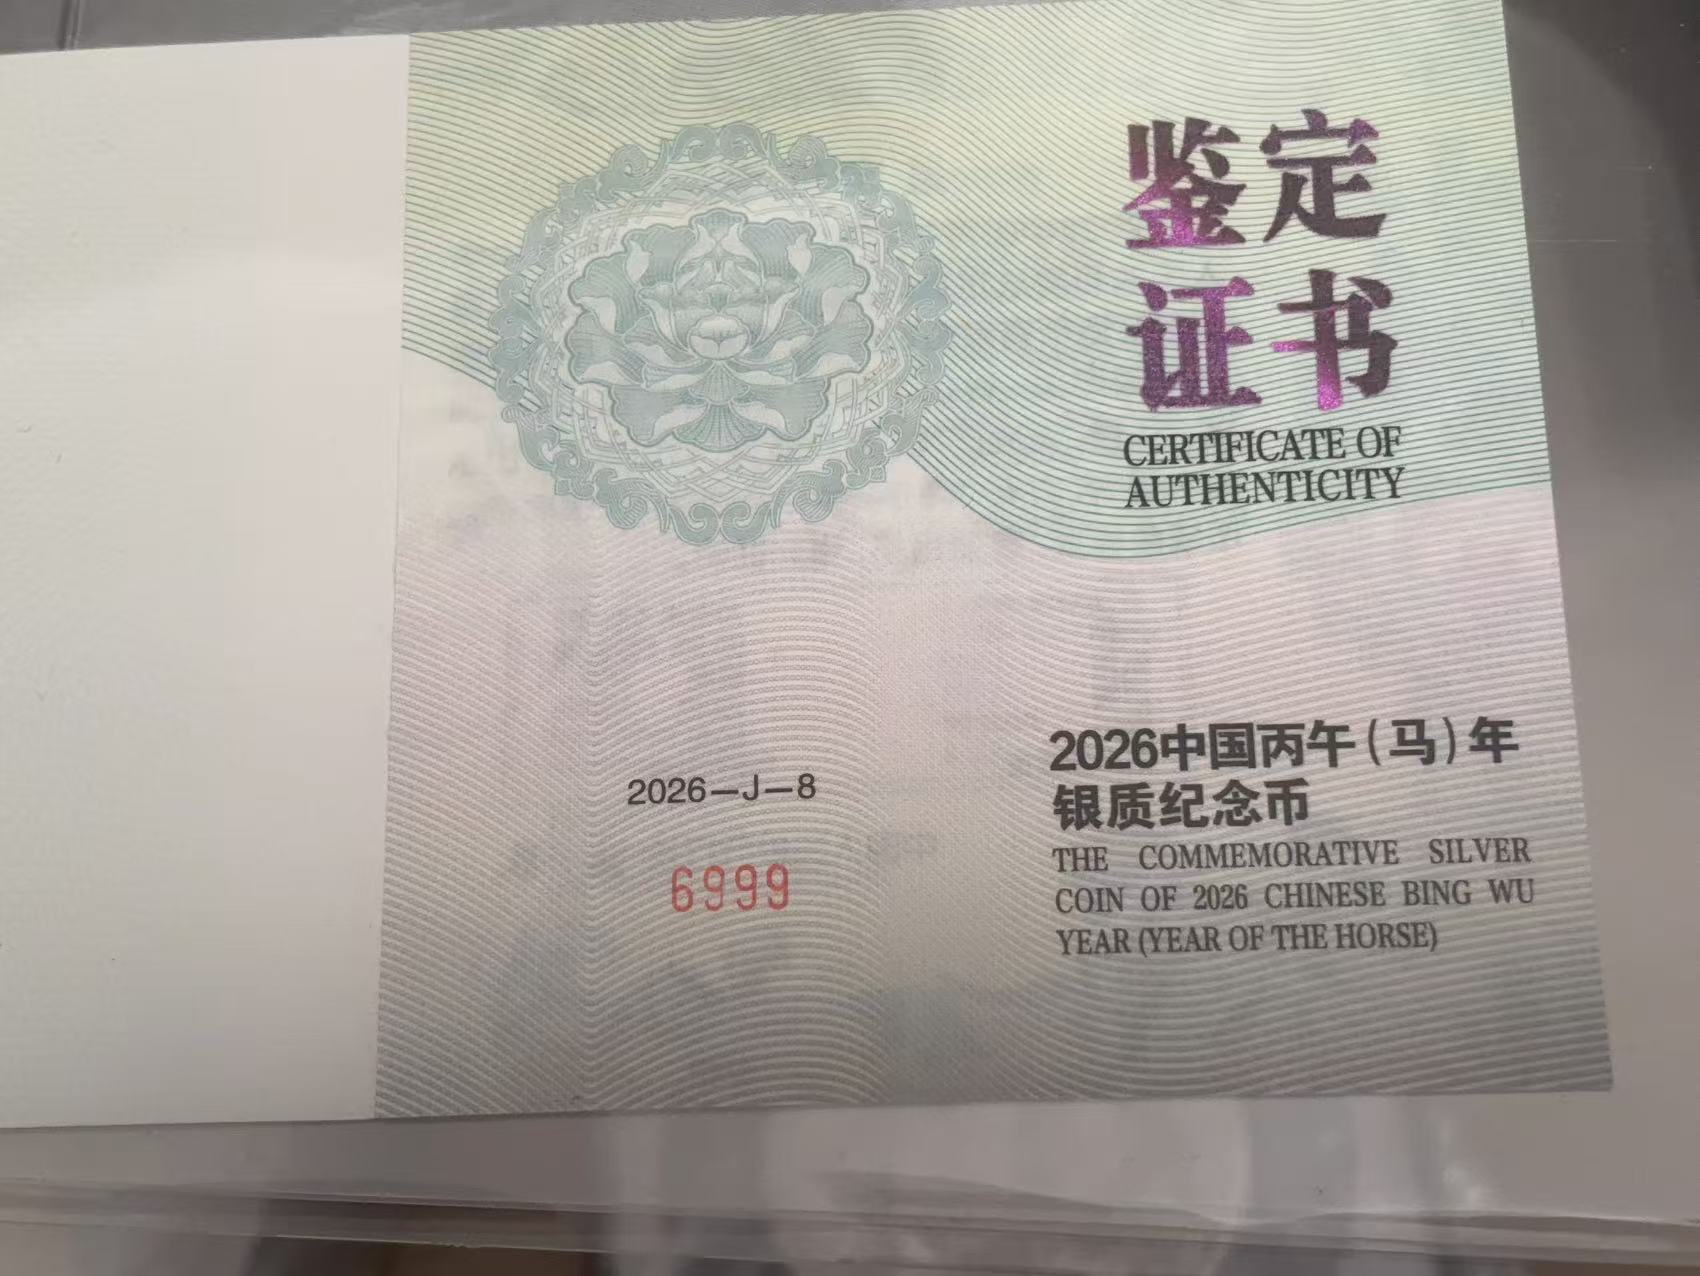 鉴定
证书
CERTIFICATE OF
AUTHENTICITY
2026—J—8
6999
2026中国丙午(马)年
银质纪念币
THE COMMEMORATIVE SILVER
COIN OF 2026 CHINESE BING WU
YEAR (YEAR OF THE HORSE)